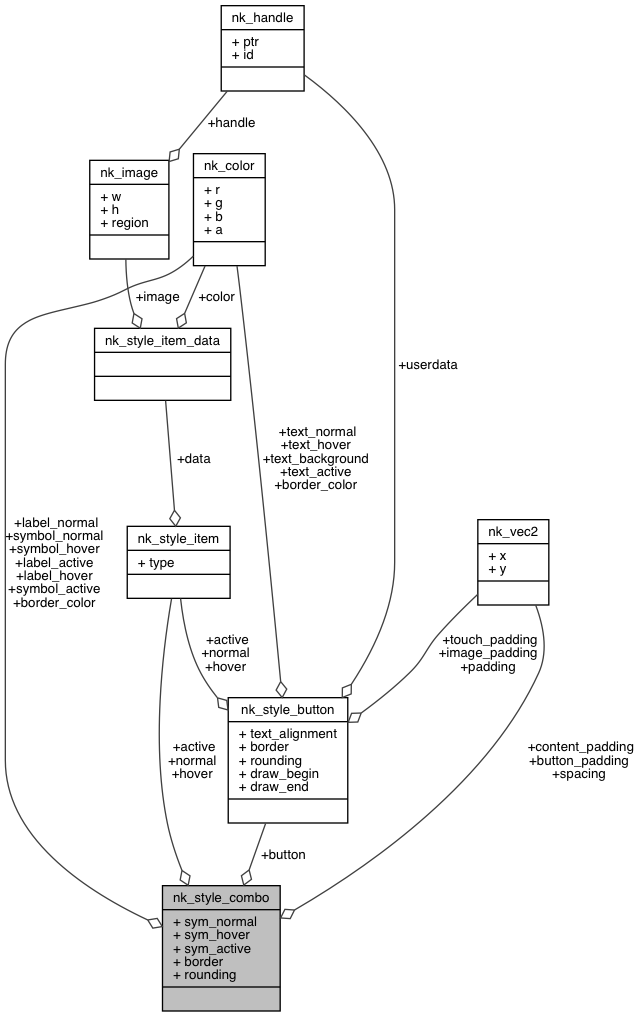 nk_handle
+ ptr
+ id
+handle
nk_image
+ w
+ h
+ region
nk_color
+ r
+ g
+ b
+ a
+image
+color
nk_style_item_data
+userdata
+text_normal
+text_hover
+text_background
+text_active
+border_color
+data
+label_normal
+symbol_normal
+symbol_hover
+label_active
+label_hover
+symbol_active
+border_color
nk_style_item
+ type
nk_vec2
+ x
+ y
+active
+normal
+hover
+touch_padding
+image_padding
+padding
nk_style_button
+ text_alignment
+ border
+ rounding
+ draw_begin
+ draw_end
+active
+normal
+hover
+content_padding
+button_padding
+spacing
+button
nk_style_combo
+ sym_normal
+ sym_hover
+ sym_active
+ border
+ rounding